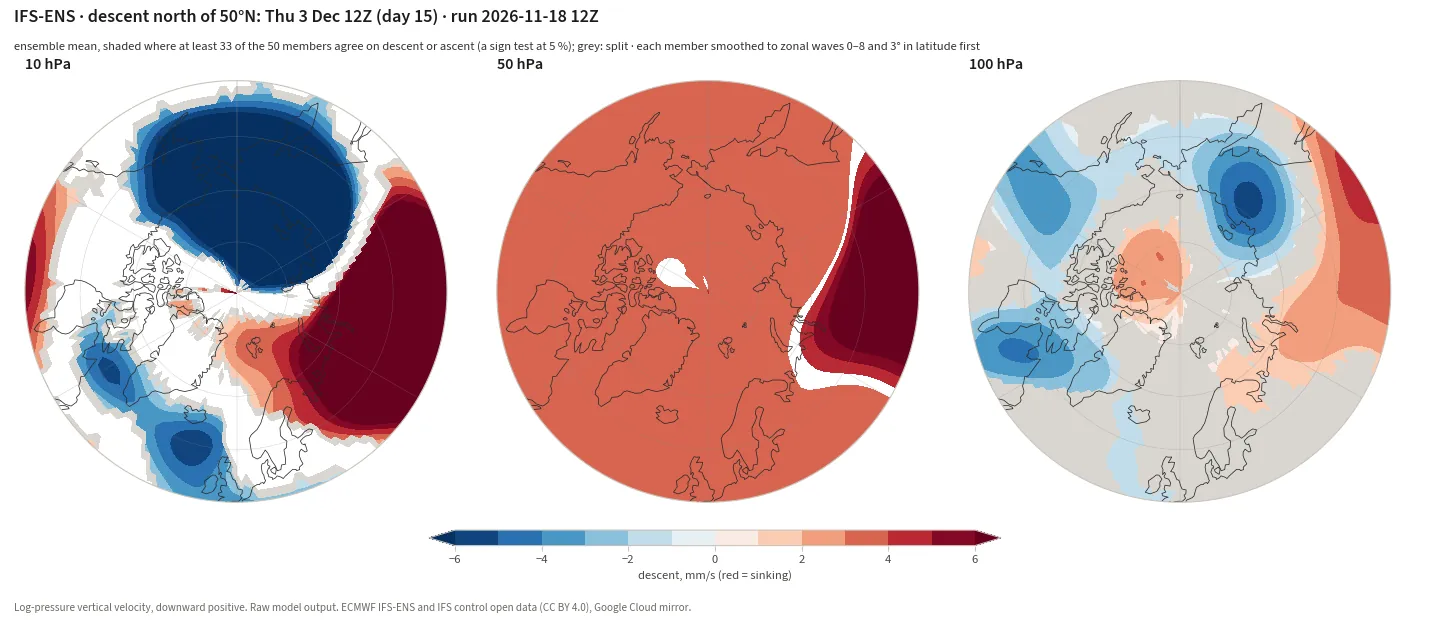 IFS-ENS · descent north of 50°N: Thu 3 Dec 12Z (day 15) · run 2026-11-18 12Z
ensemble mean, shaded where at least 33 of the 50 members agree on descent or ascent (a sign test at 5 %); grey: split · each member smoothed to zonal waves 0–8 and 3° in latitude first
10 hPa 50 hPa 100 hPa
−6 −4 −2 0 2 4 6
descent, mm/s (red = sinking)
Log-pressure vertical velocity, downward positive. Raw model output. ECMWF IFS-ENS and IFS control open data (CC BY 4.0), Google Cloud mirror.